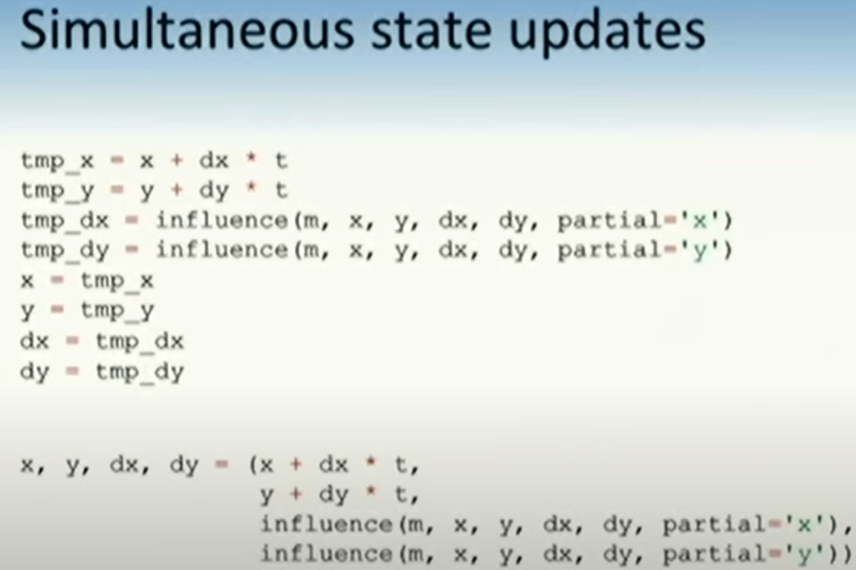 Simultaneous state updates
tmp_x = x + dx * t
tmp_y = y + dy * t
tmp_dx = influence(m, x, y, dx, dy, partial='x')
tmp_dy = influence(m, x, y, dx, dy, partial='y')
x = tmp_x
y = tmp_y
dx = tmp_dx
dy = tmp_dy
x, y, dx, dy = (x + dx * t,
y + dy * t,
influence(m, x, y, dx, dy, partial='x'),
influence(m, x, y, dx, dy, partial='y'))